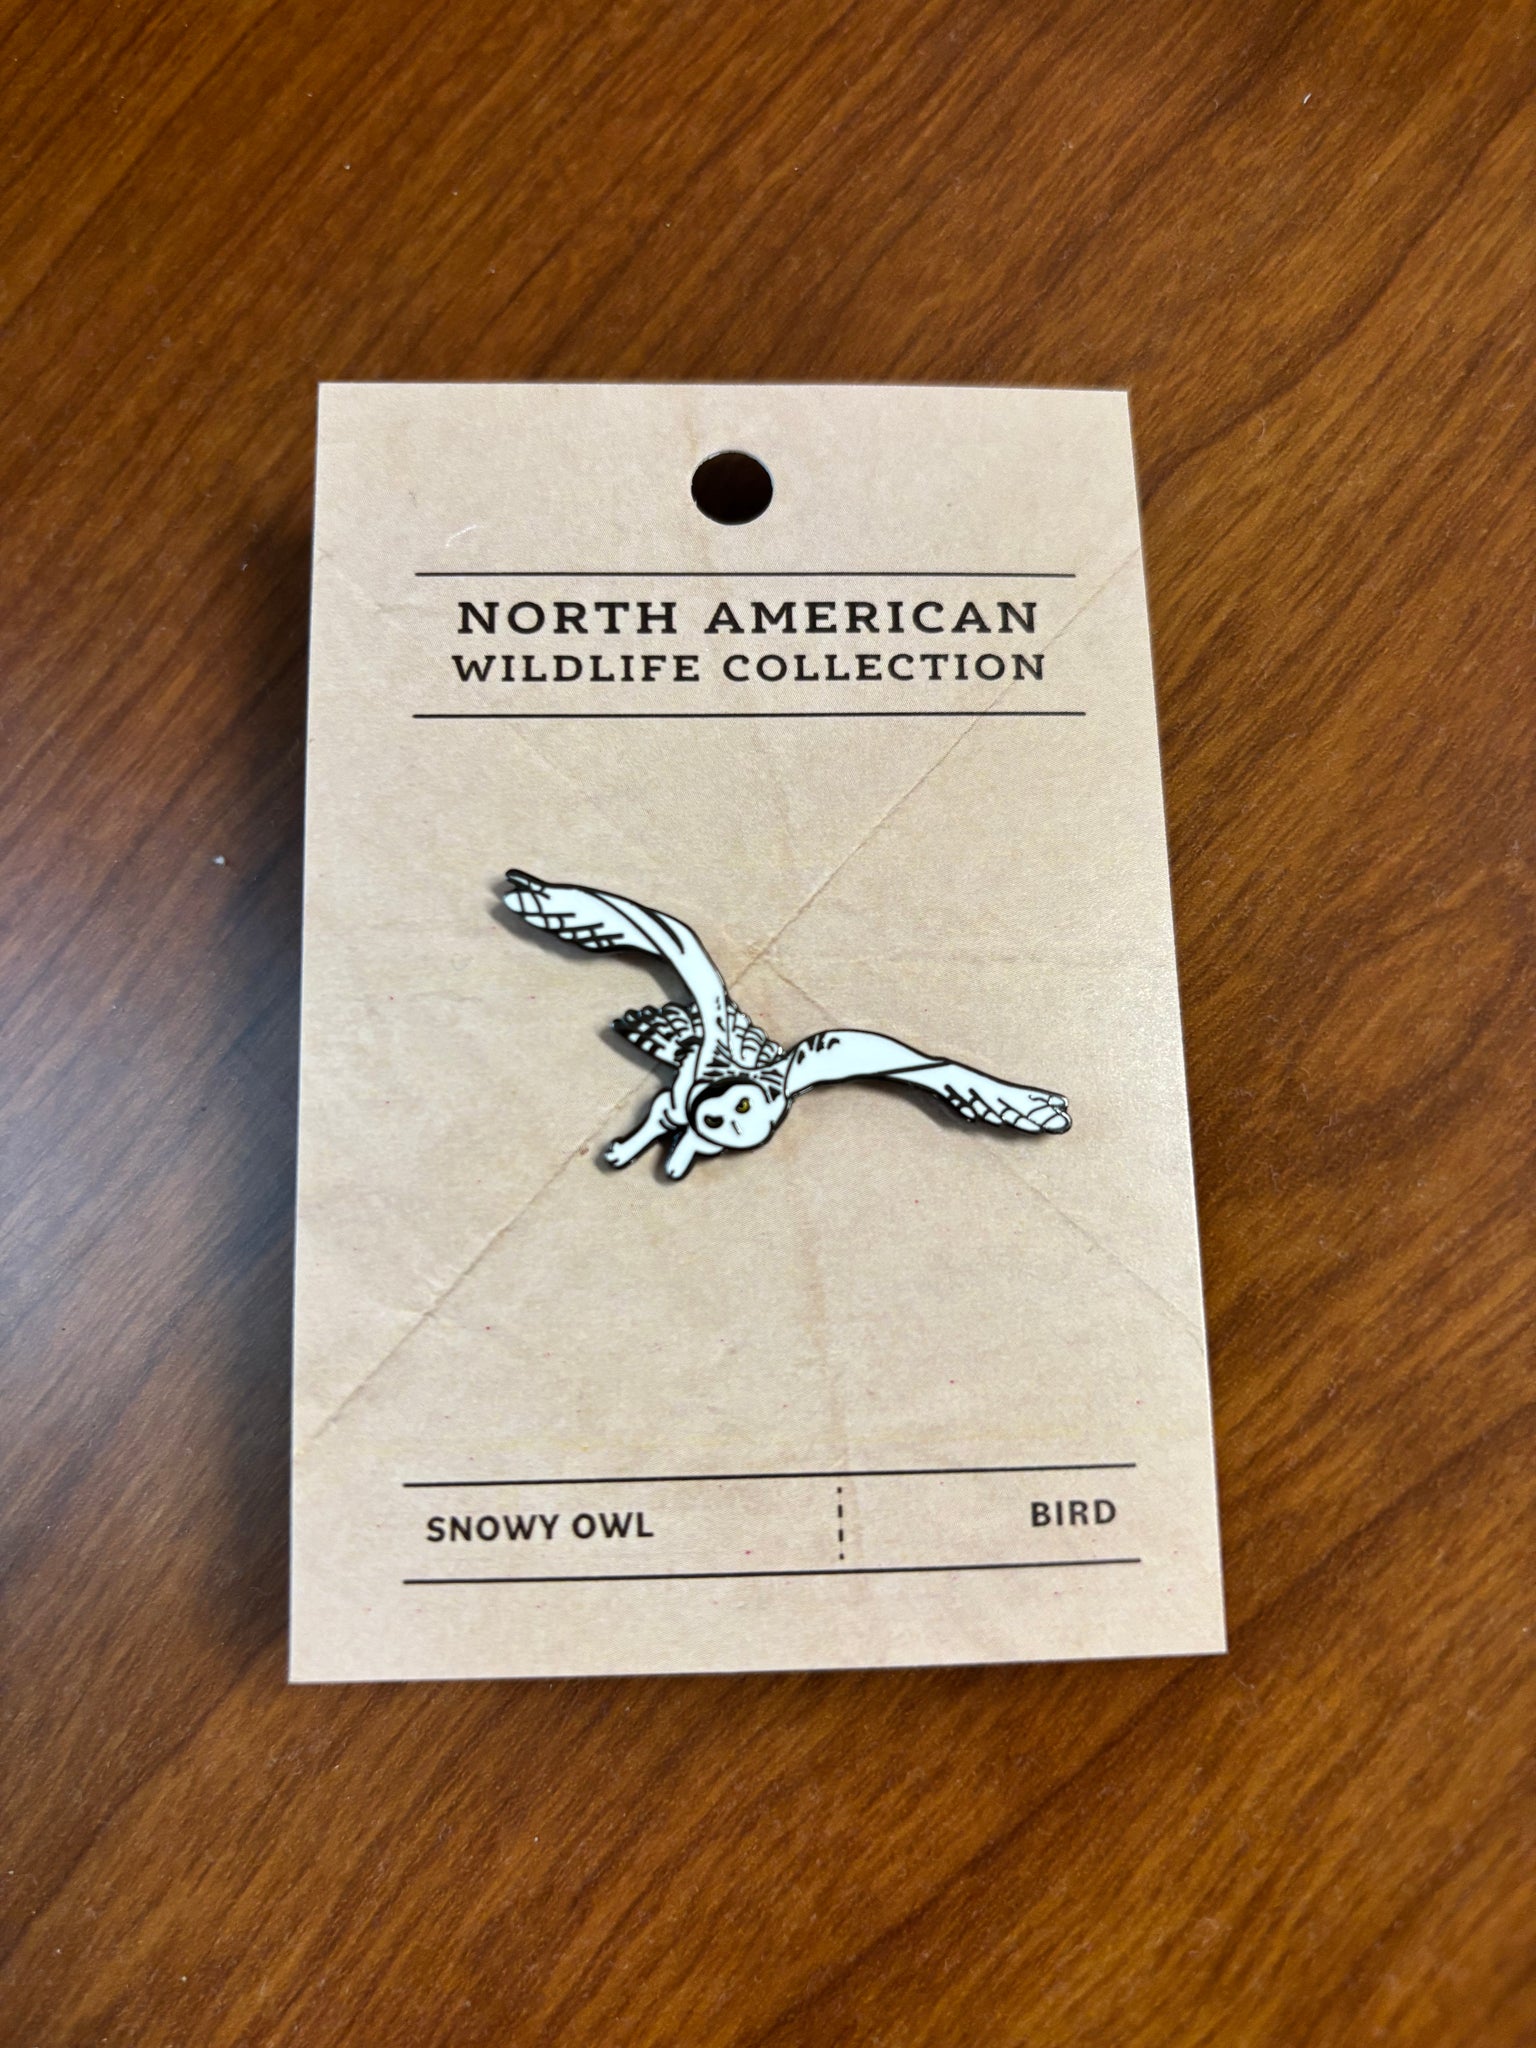 NORTH AMERICAN
WILDLIFE COLLECTION
SNOWY OWL
BIRD